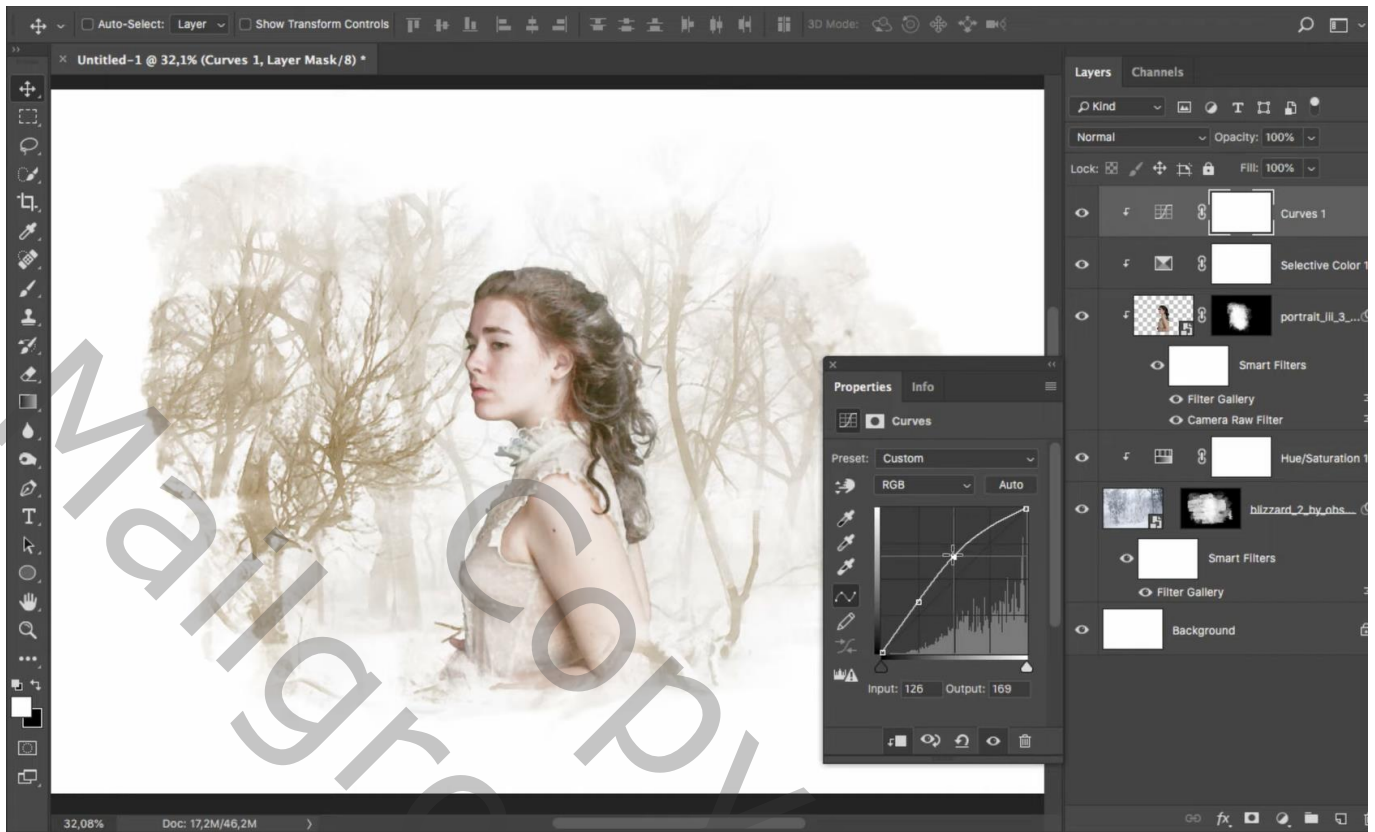 Auto-Select: Layer Show Transform Controls 3D Mode:
× Untitled-1 @ 32,1% (Curves 1, Layer Mask/8) *
Layers Channels
Kind
Normal Opacity: 100%
Lock: Fill: 100%
Curves 1
Selective Color 1
portrait_iii_3_...
Smart Filters
Filter Gallery
Camera Raw Filter
Hue/Saturation 1
blizzard_2_by_obs...
Smart Filters
Filter Gallery
Background
Properties Info
Curves
Preset: Custom
RGB Auto
Input: 126 Output: 169
32,08% Doc: 17,2M/46,2M
Copy